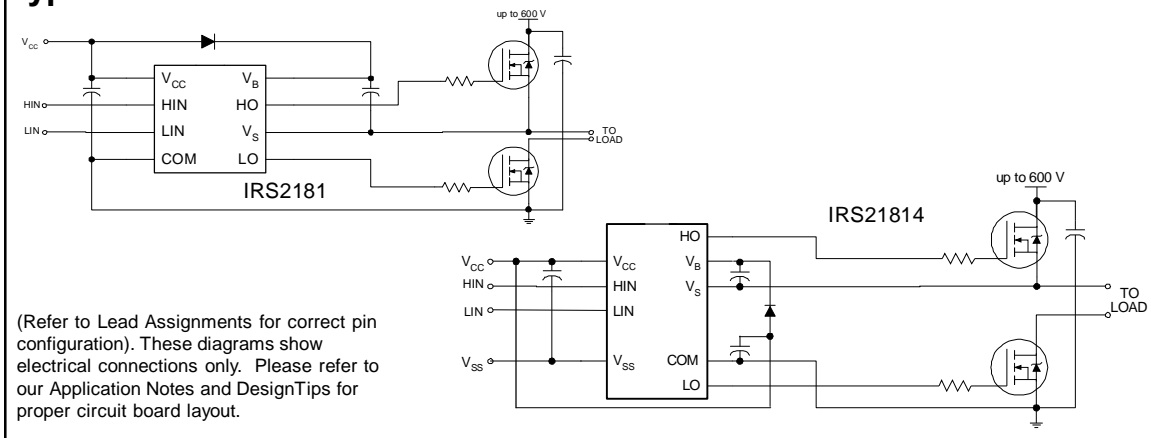 up to 600 V
VCC
VCC
VB
HIN
HIN
HO
LIN
LIN
VS
TO
LOAD
COM
LO
IRS2181
up to 600 V
IRS21814
HO
VCC
VCC
VB
HIN
HIN
VS
TO
LOAD
LIN
LIN
VSS
VSS
COM
LO
(Refer to Lead Assignments for correct pin
configuration). These diagrams show
electrical connections only. Please refer to
our Application Notes and DesignTips for
proper circuit board layout.